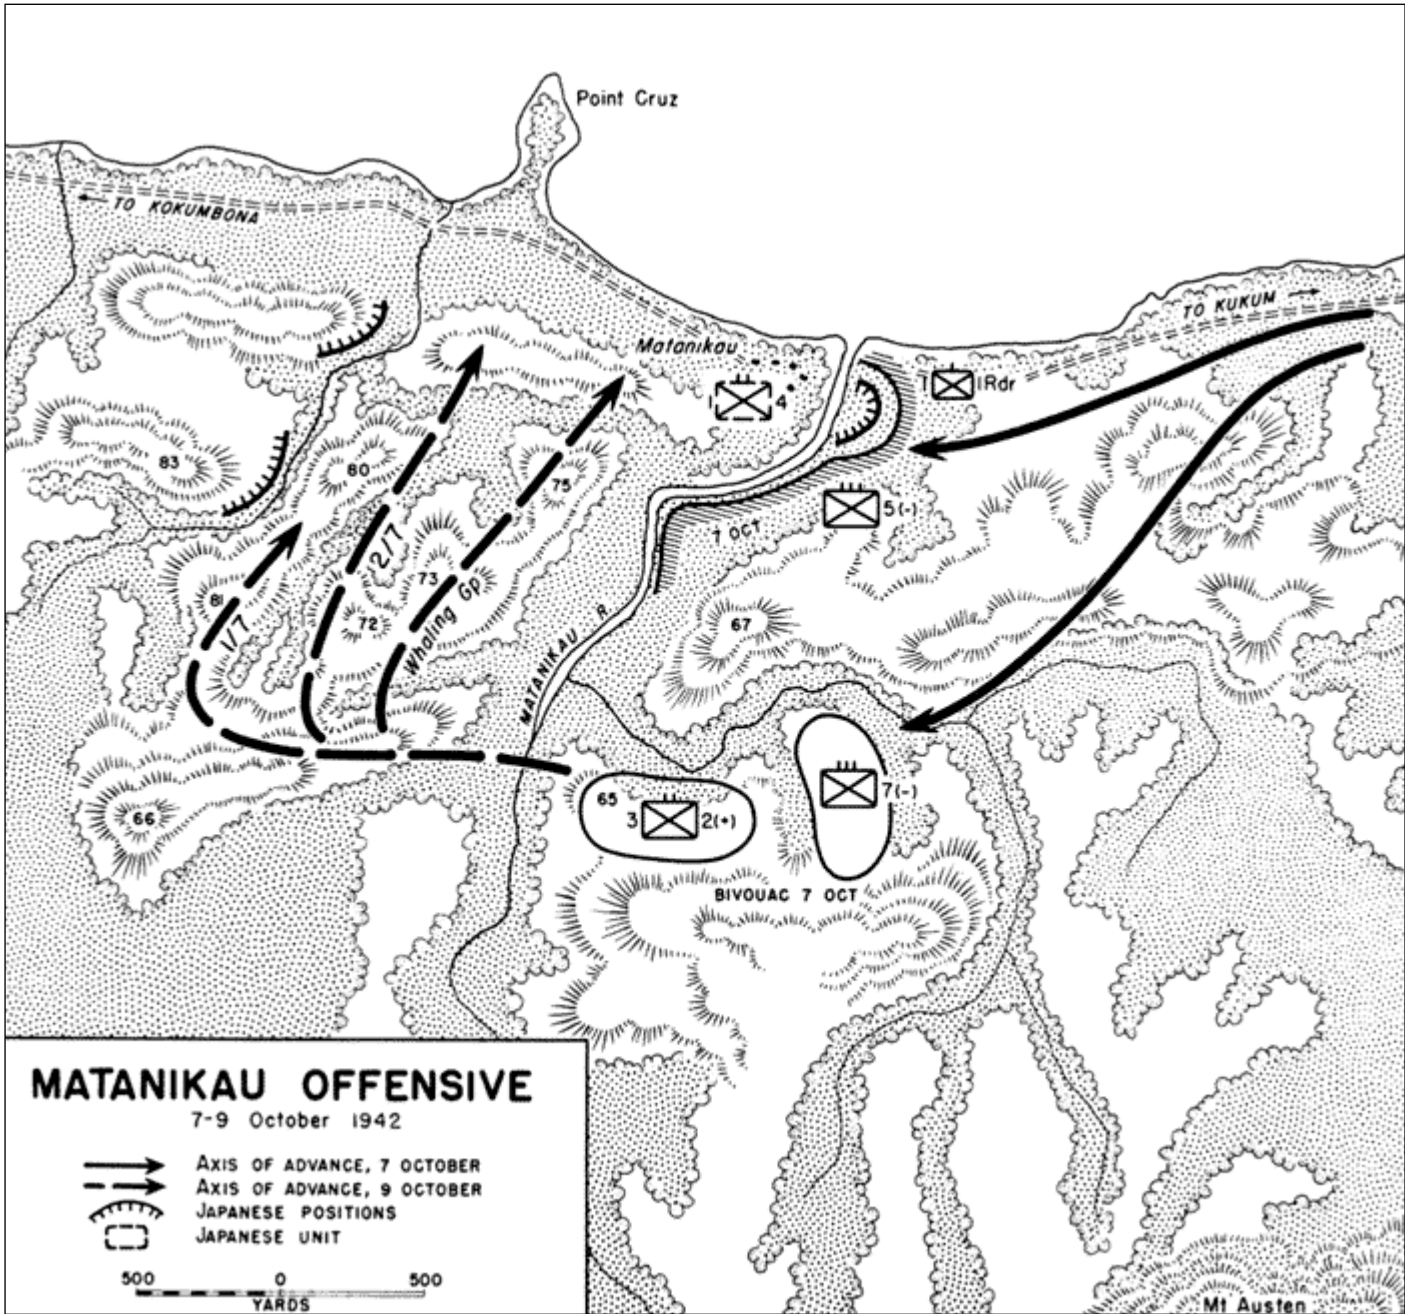 Point Cruz
← TO KOKUMBONA
TO KUKUM →
Matanikau
1 4
1 1Rdr
83
80
75
5(-)
7 OCT
2/7
73
81
1/7
72
Whaling Gp
67
MATANIKAU R.
65
3 2(+)
7(-)
66
BIVOUAC 7 OCT
MATANIKAU OFFENSIVE
7-9 October 1942
AXIS OF ADVANCE, 7 OCTOBER
AXIS OF ADVANCE, 9 OCTOBER
JAPANESE POSITIONS
JAPANESE UNIT
500 0 500
YARDS
Mt Austen